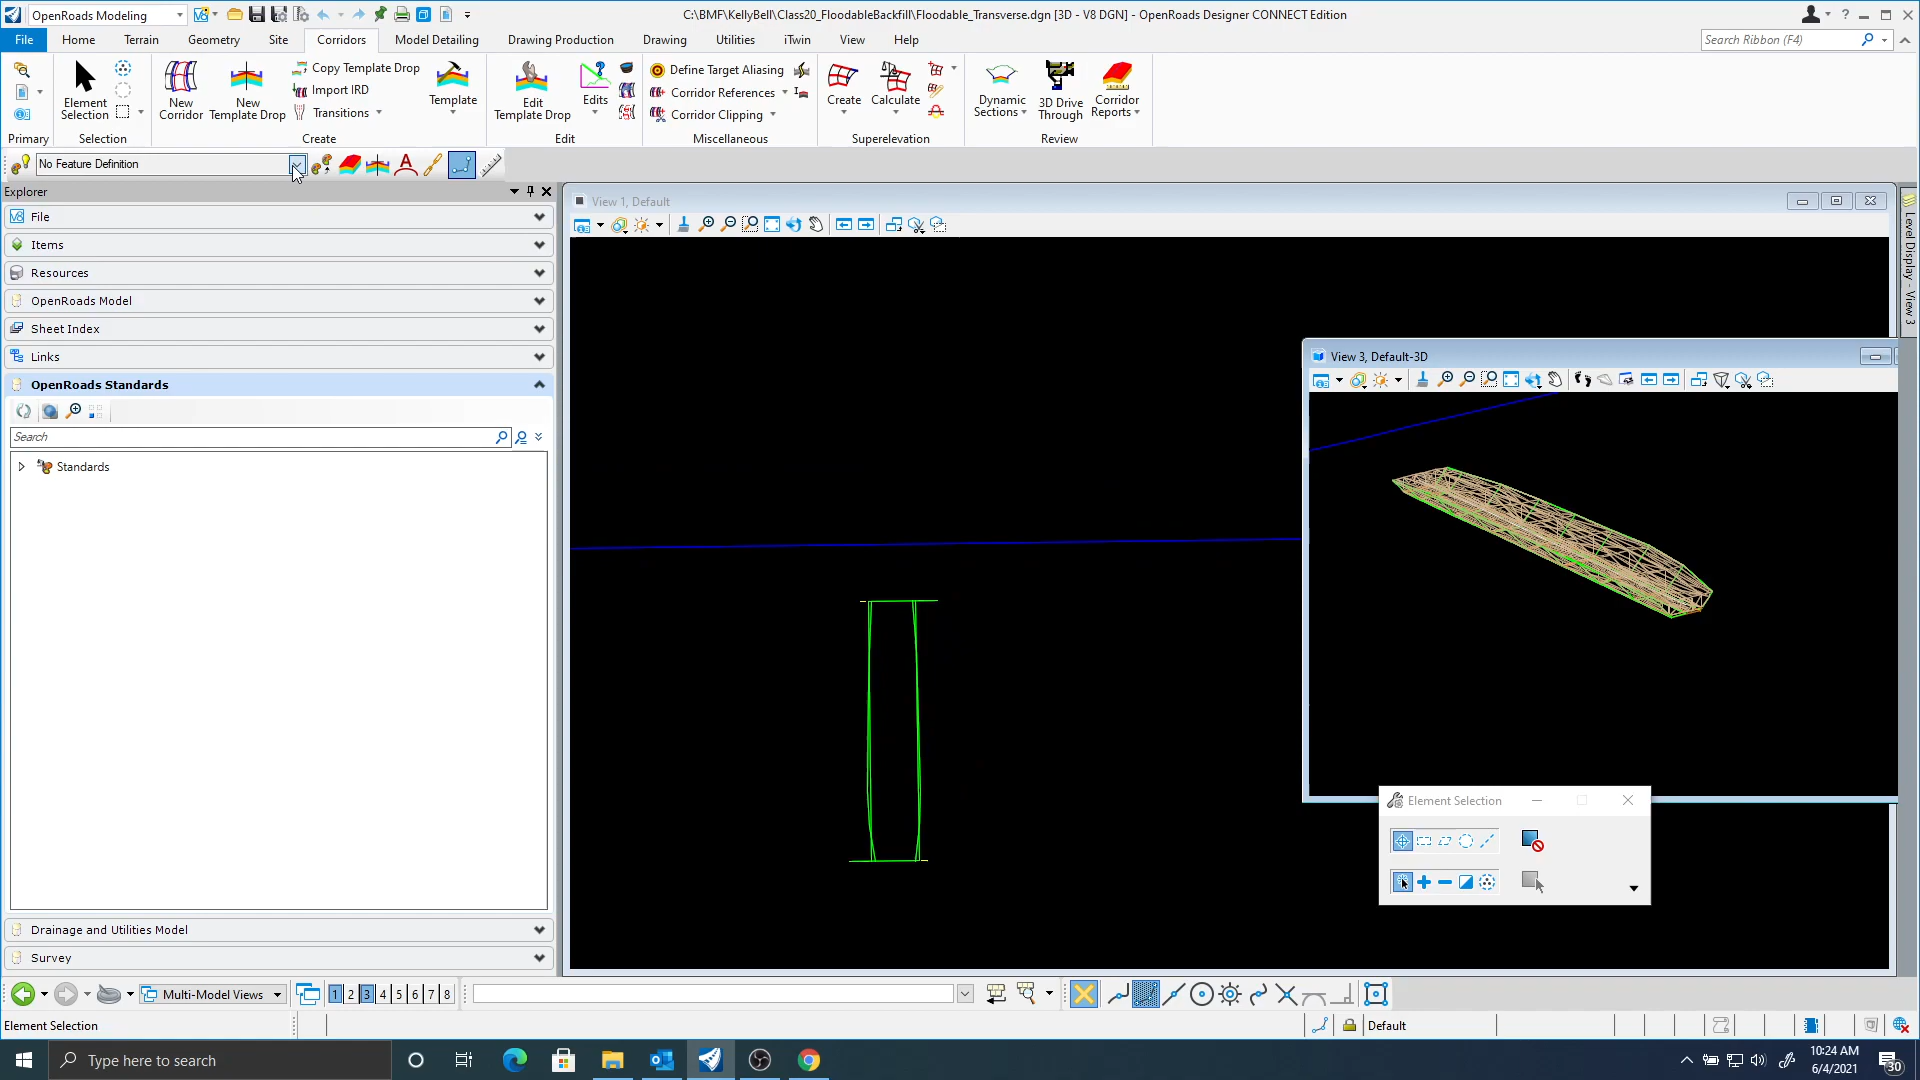 OpenRoads Modeling
C:\BMF\KellyBell\Class20_FloodableBackfill\Floodable_Transverse.dgn [3D - V8 DGN] - OpenRoads Designer CONNECT Edition
File Home Terrain Geometry Site Corridors Model Detailing Drawing Production Drawing Utilities iTwin View Help
Search Ribbon (F4)
Element Selection
New Corridor
New Template Drop
Copy Template Drop
Import IRD
Transitions
Template
Edit Template Drop
Edits
Define Target Aliasing
Corridor References
Corridor Clipping
Create
Calculate
Dynamic Sections
3D Drive Through
Corridor Reports
Primary Selection Create Edit Miscellaneous Superelevation Review
No Feature Definition
Explorer
File
Items
Resources
OpenRoads Model
Sheet Index
Links
OpenRoads Standards
Search
Standards
Drainage and Utilities Model
Survey
View 1, Default
View 3, Default-3D
Level Display - View 3
Element Selection
Multi-Model Views
1 2 3 4 5 6 7 8
Element Selection
Default
Type here to search
10:24 AM
6/4/2021
30